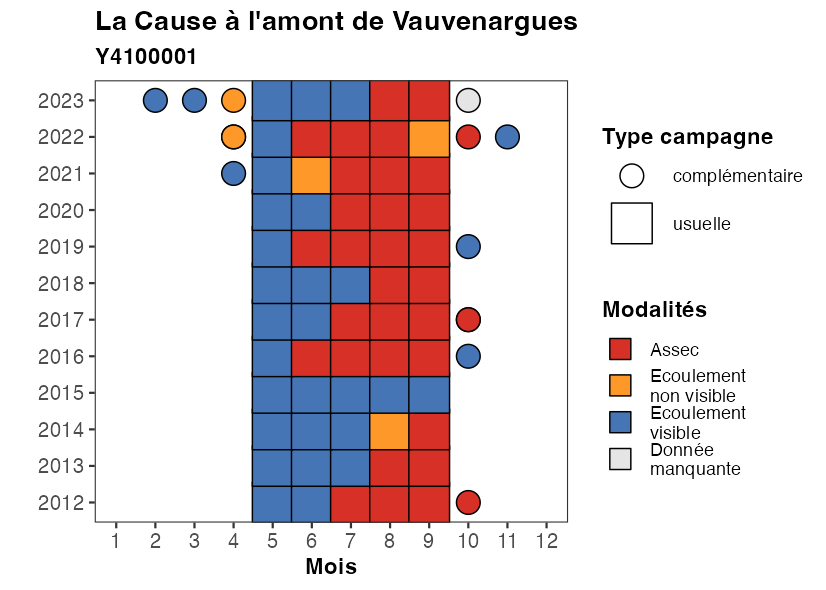 La Cause à l'amont de Vauvenargues
Y4100001
2023
2022
2021
2020
2019
2018
2017
2016
2015
2014
2013
2012
1 2 3 4 5 6 7 8 9 10 11 12
Mois
Type campagne
complémentaire
usuelle
Modalités
Assec
Ecoulement
non visible
Ecoulement
visible
Donnée
manquante